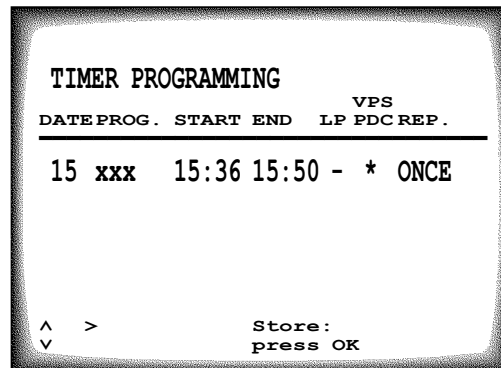 TIMER PROGRAMMING
VPS
DATE PROG. START END LP PDC REP.
15 xxx 15:36 15:50 - * ONCE
^ > Store:
v press OK